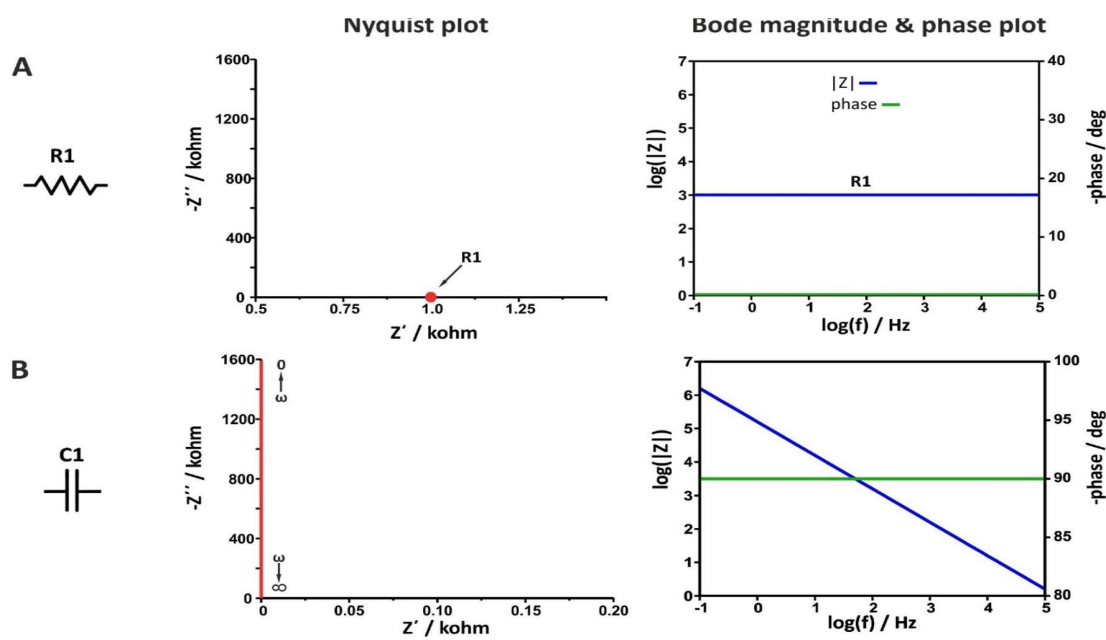 Nyquist plot
Bode magnitude & phase plot
A
R1
-Z´´ / kohm
1600
1200
800
400
0
R1
0.5
0.75
1.0
1.25
Z´ / kohm
log(|Z|)
7
6
5
4
3
2
1
0
|Z|
phase
R1
-1
0
1
2
3
4
5
log(f) / Hz
40
30
20
10
0
-phase / deg
B
C1
-Z´´ / kohm
1600
1200
800
400
0
0
ω
ω
∞
0
0.05
0.10
0.15
0.20
Z´ / kohm
log(|Z|)
7
6
5
4
3
2
1
0
-1
0
1
2
3
4
5
log(f) / Hz
100
95
90
85
80
-phase / deg